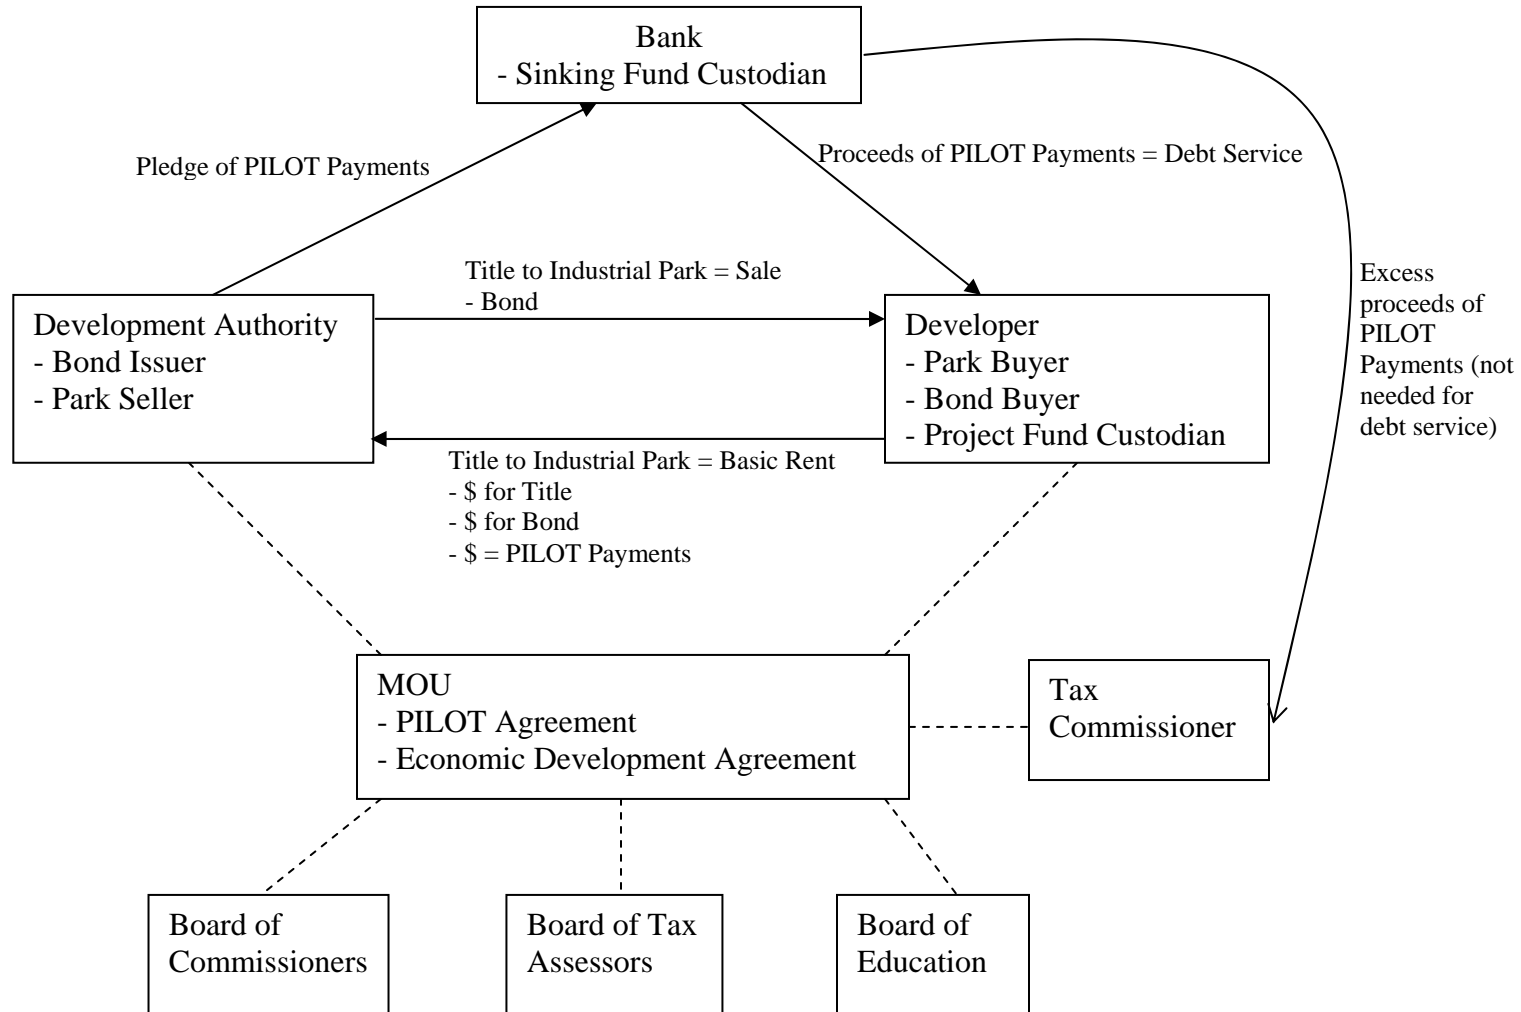 Bank
- Sinking Fund Custodian
Pledge of PILOT Payments
Proceeds of PILOT Payments = Debt Service
Title to Industrial Park = Sale
- Bond
Excess
proceeds of
PILOT
Payments (not
needed for
debt service)
Development Authority
- Bond Issuer
- Park Seller
Developer
- Park Buyer
- Bond Buyer
- Project Fund Custodian
Title to Industrial Park = Basic Rent
- $ for Title
- $ for Bond
- $ = PILOT Payments
MOU
- PILOT Agreement
- Economic Development Agreement
Tax
Commissioner
Board of
Commissioners
Board of Tax
Assessors
Board of
Education